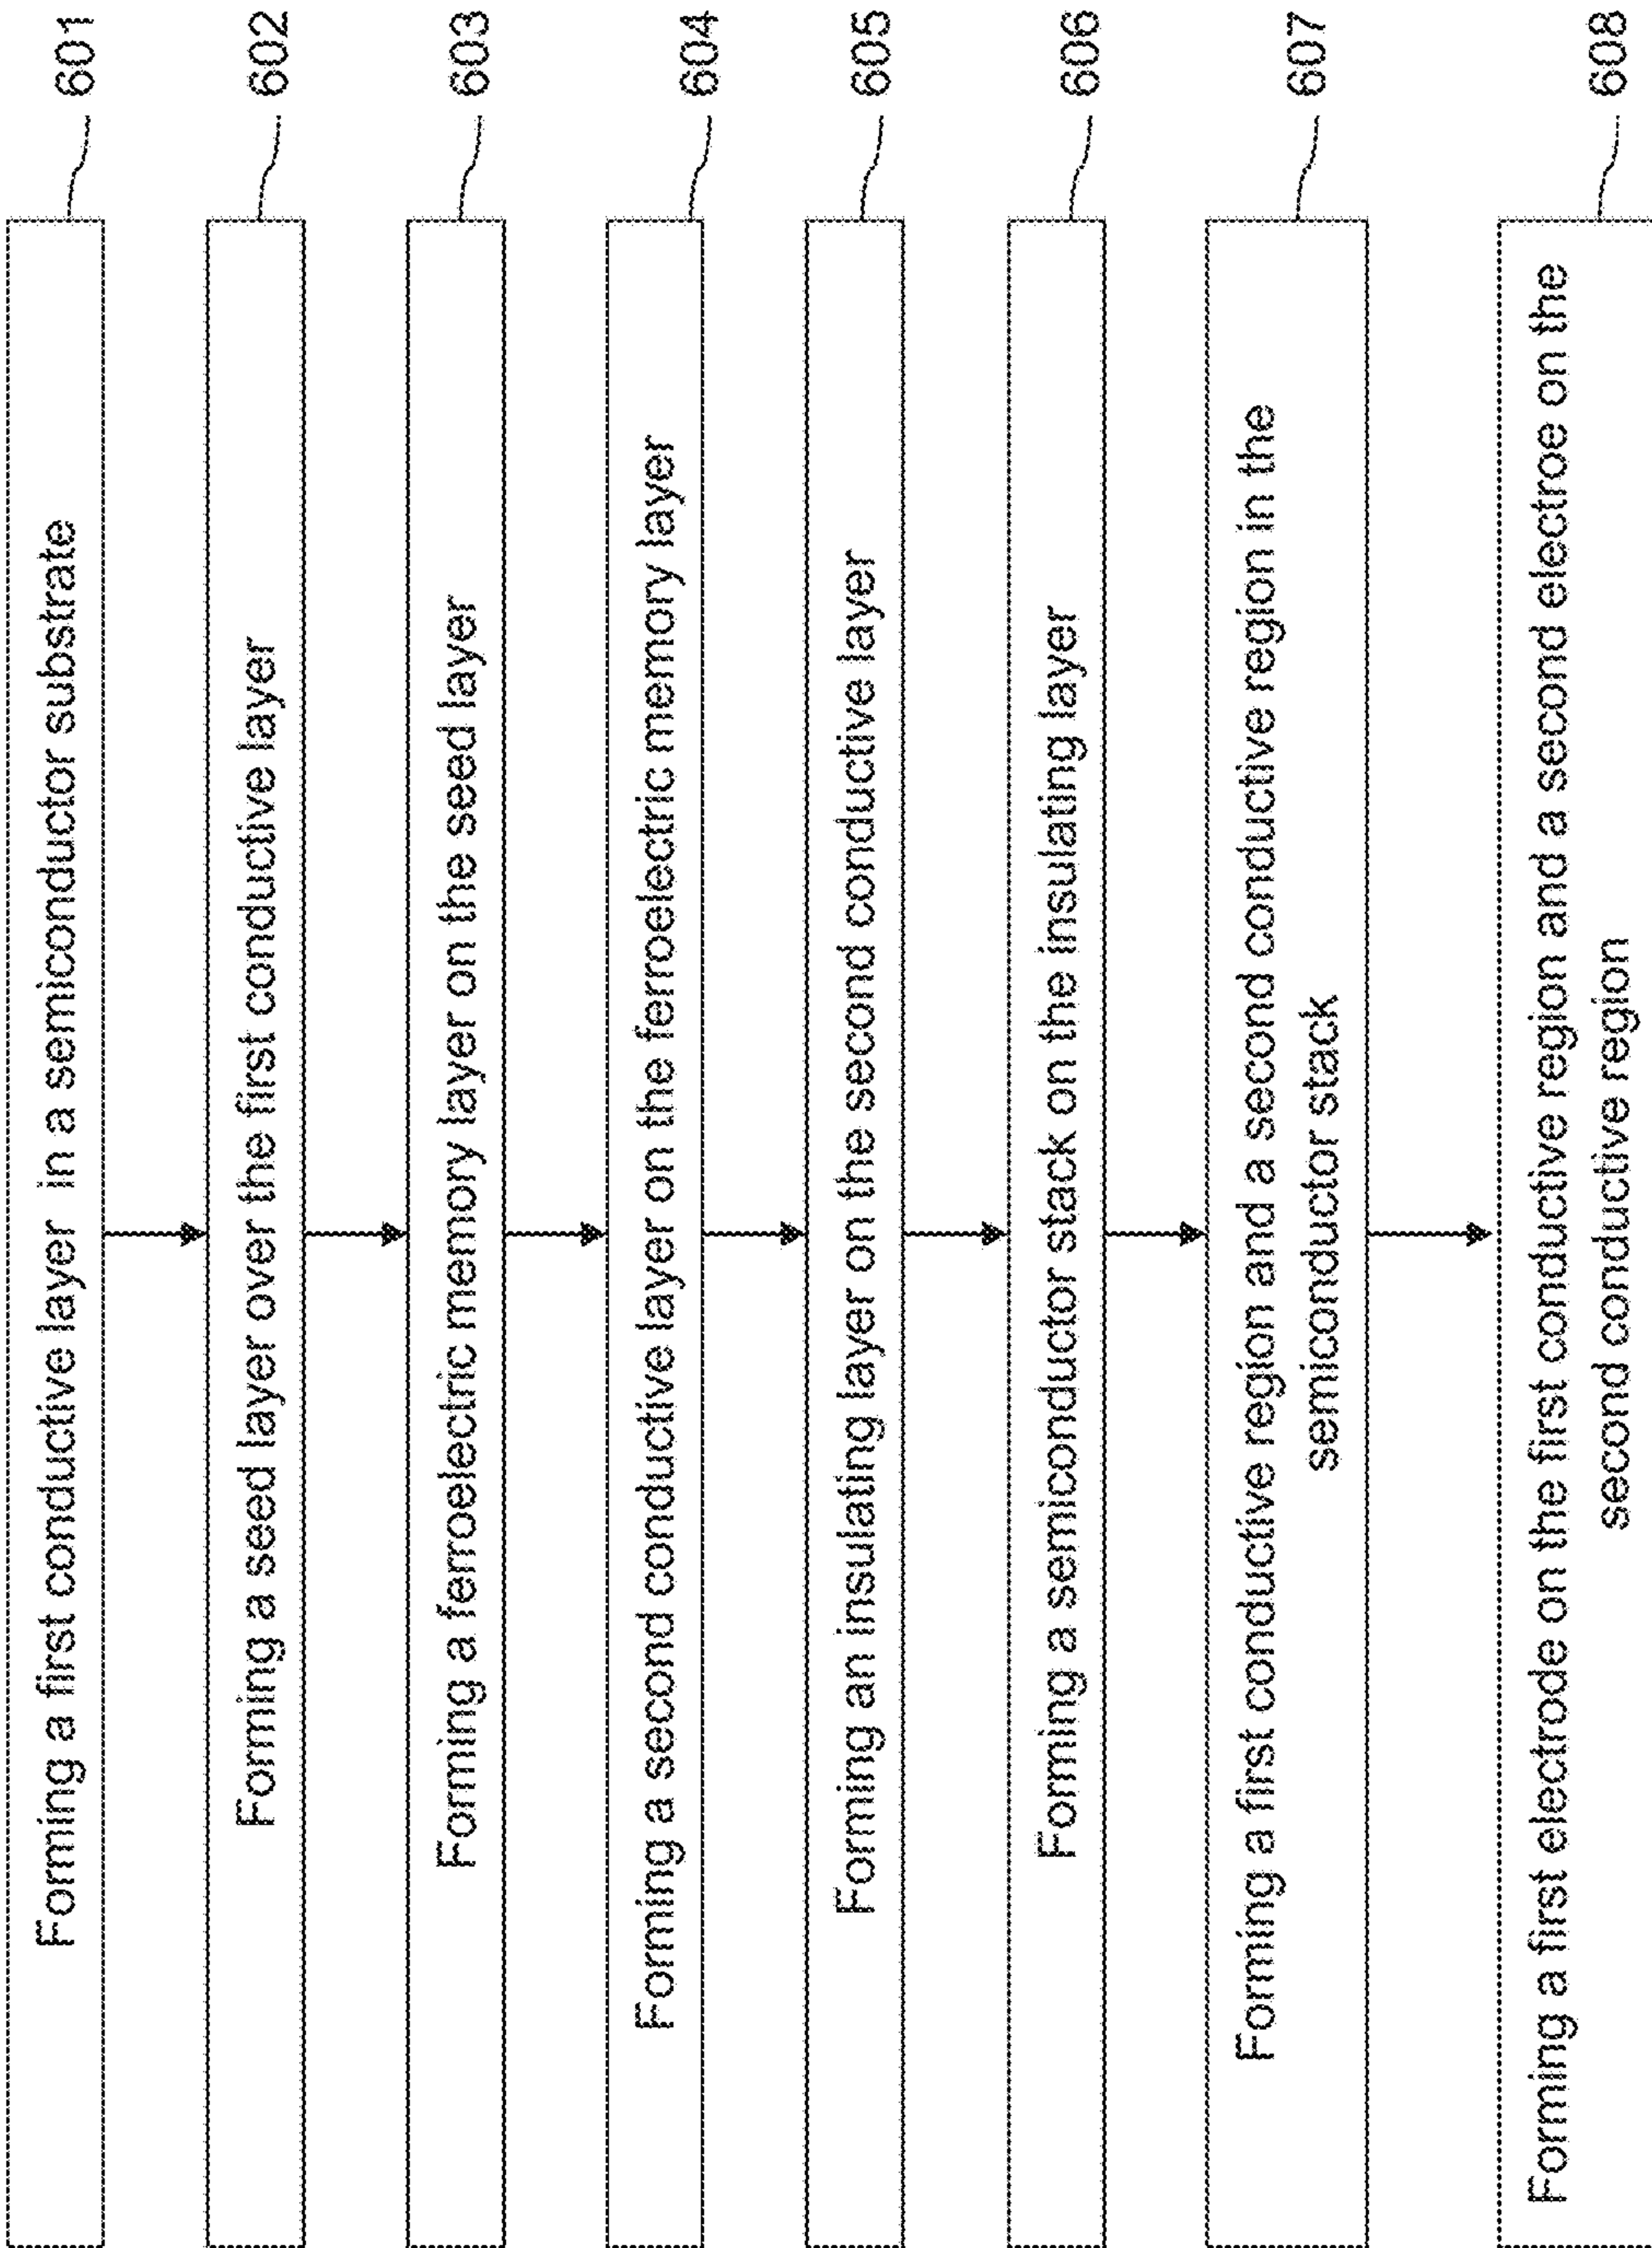 Forming a first conductive layer in a semiconductor substrate
601
Forming a seed layer over the first conductive layer
602
Forming a ferroelectric memory layer on the seed layer
603
Forming a second conductive layer on the ferroelectric memory layer
604
Forming an insulating layer on the second conductive layer
605
Forming a semiconductor stack on the insulating layer
606
Forming a first conductive region and a second conductive region in the
semiconductor stack
607
Forming a first electrode on the first conductive region and a second electroe on the
second conductive region
608